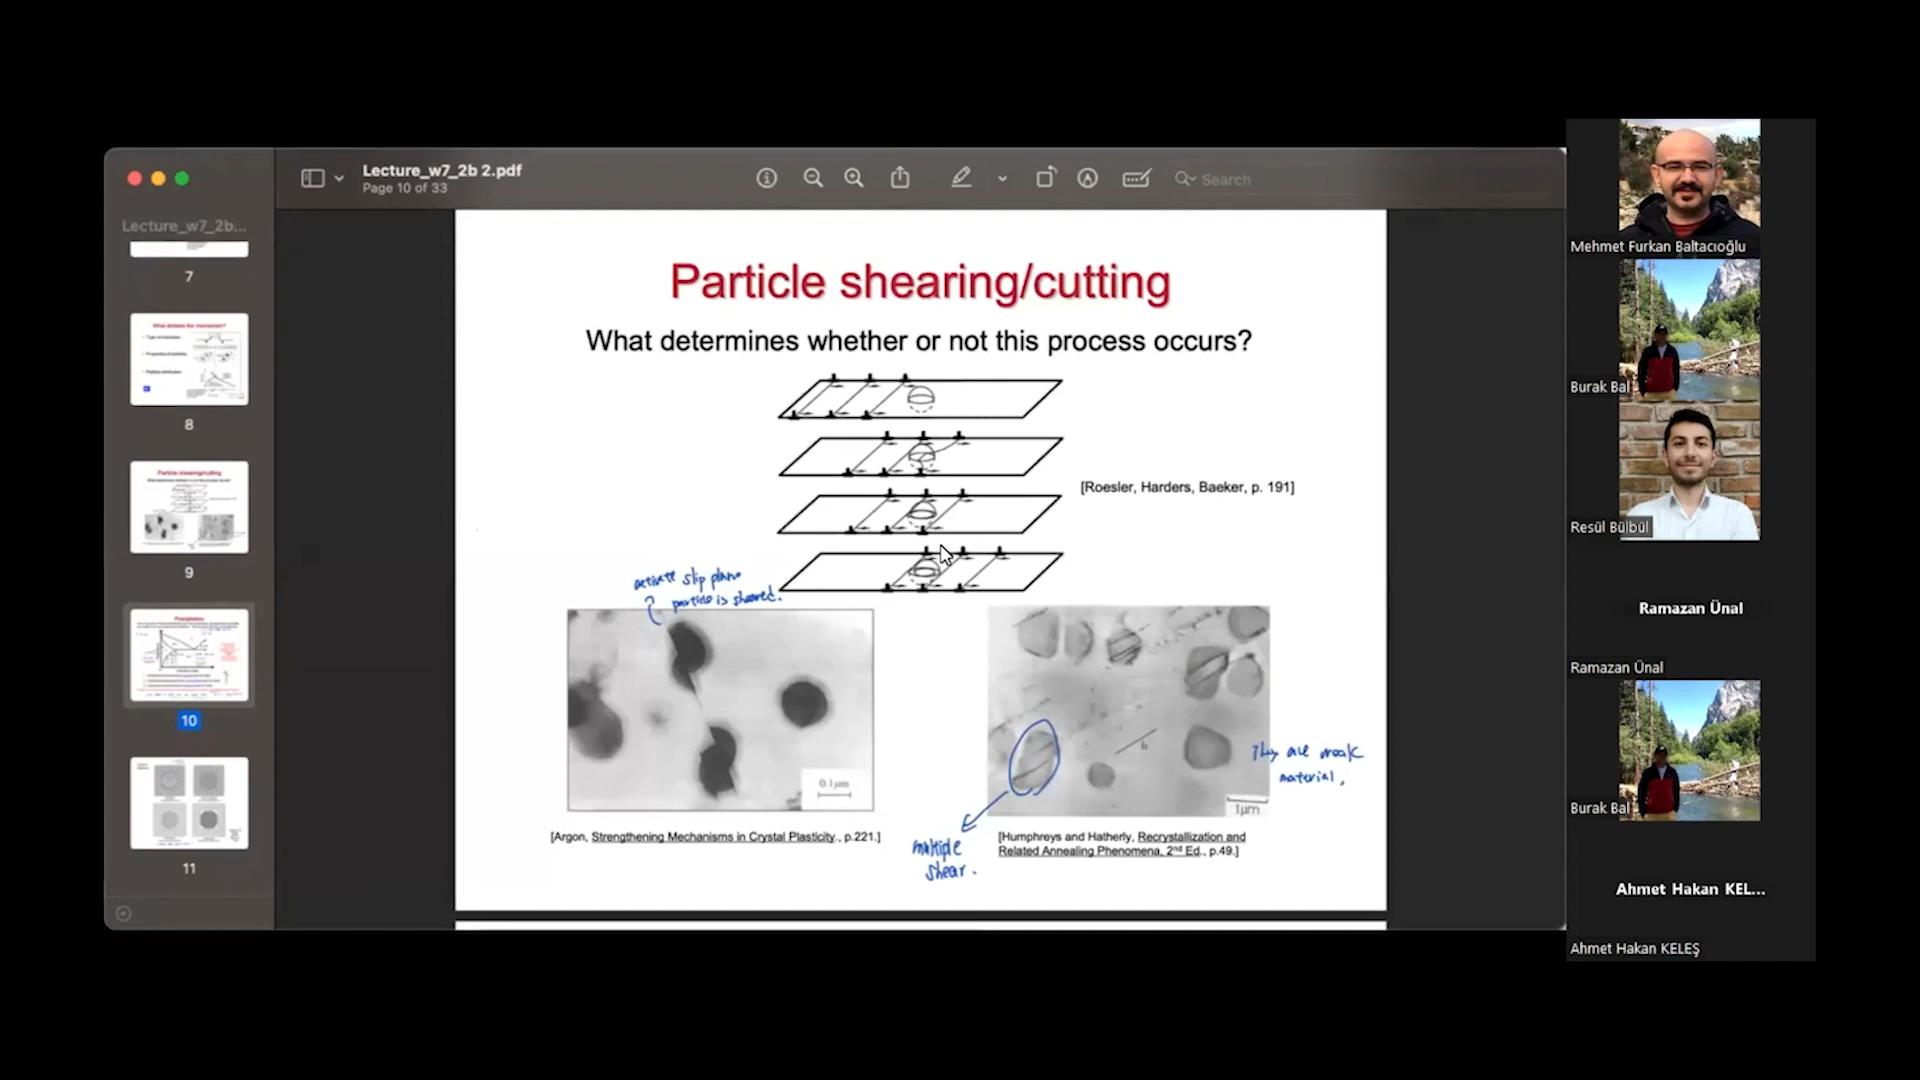 Lecture_w7_2b 2.pdf
Page 10 of 33
Search
Lecture_w7_2b...
7
8
9
10
11
Particle shearing/cutting
What determines whether or not this process occurs?
[Roesler, Harders, Baeker, p. 191]
activate slip plane
particle is sheared.
0.1µm
b
1µm
They are weak
material,
[Argon, Strengthening Mechanisms in Crystal Plasticity., p.221.]
multiple
shear.
[Humphreys and Hatherly, Recrystallization and
Related Annealing Phenomena, 2nd Ed., p.49.]
Mehmet Furkan Baltacıoğlu
Burak Bal
Resül Bülbül
Ramazan Ünal
Ramazan Ünal
Burak Bal
Ahmet Hakan KEL...
Ahmet Hakan KELEŞ